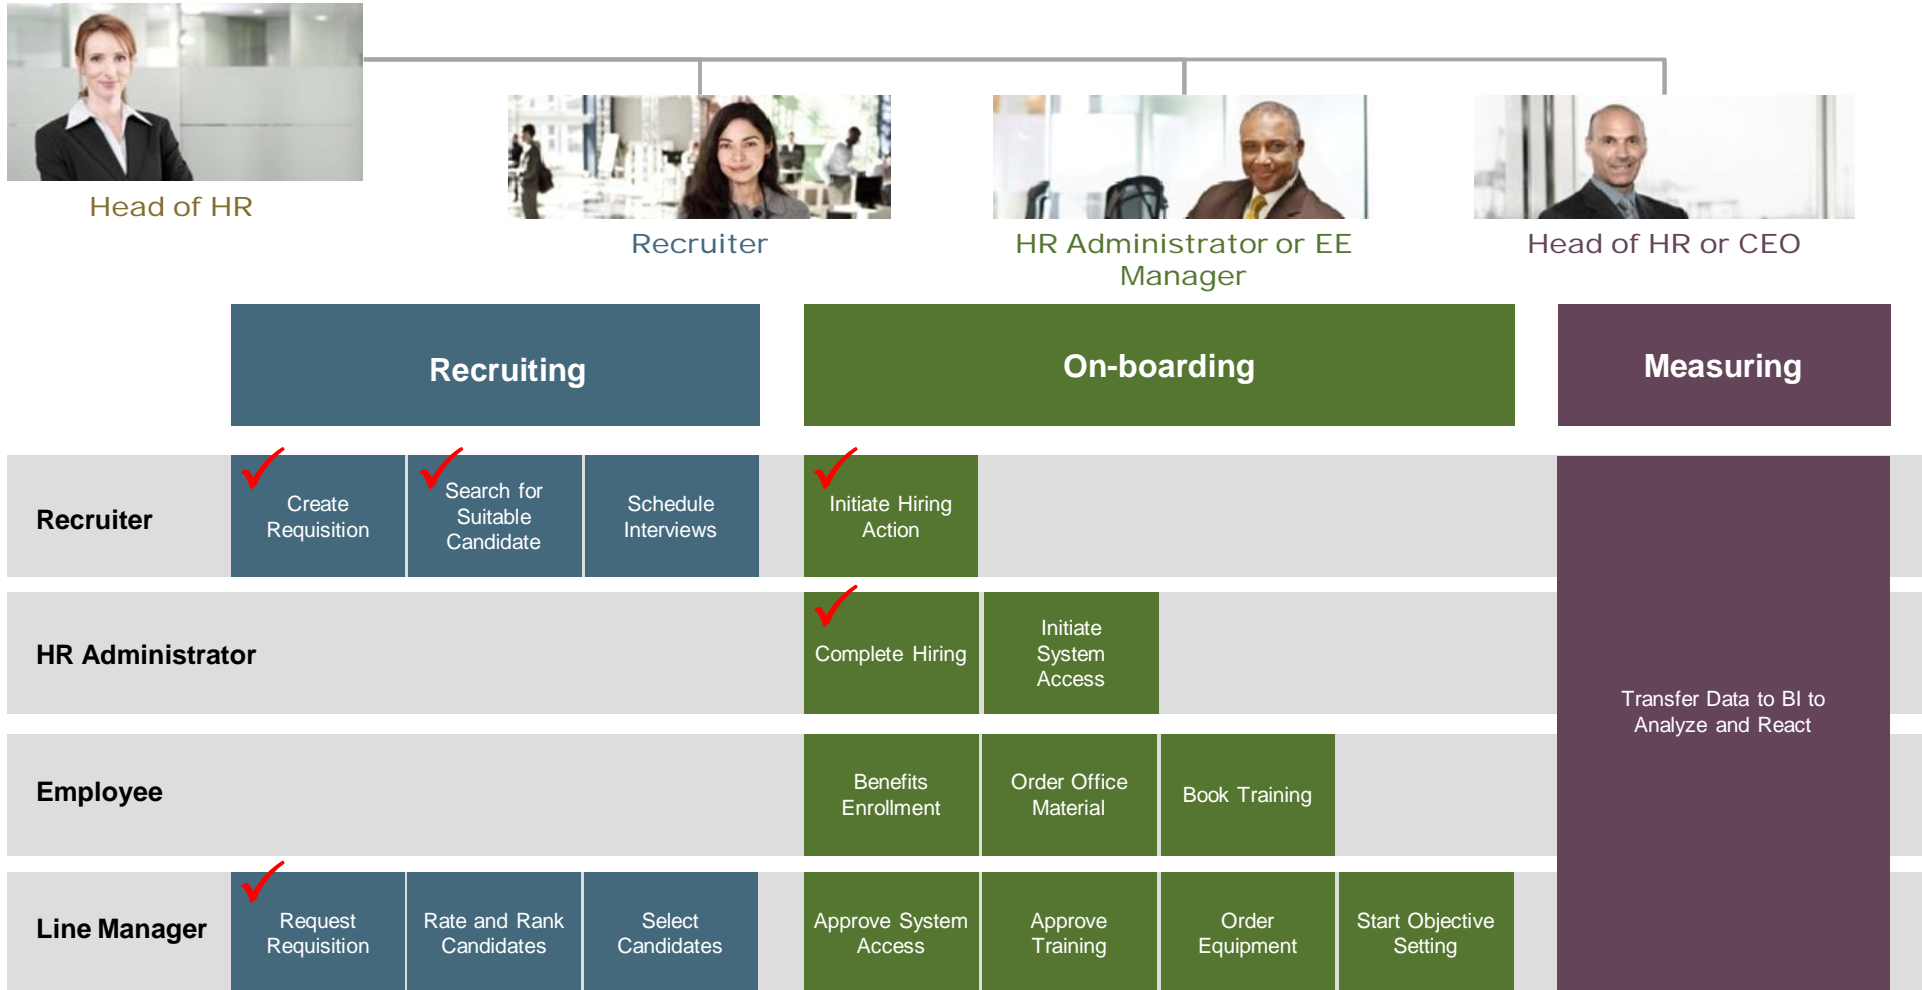 Head of HR
Recruiter
HR Administrator or EE
Manager
Head of HR or CEO
Recruiting
On-boarding
Measuring
Recruiter
Create
Requisition
Search for
Suitable
Candidate
Schedule
Interviews
Initiate Hiring
Action
HR Administrator
Complete Hiring
Initiate
System
Access
Transfer Data to BI to
Analyze and React
Employee
Benefits
Enrollment
Order Office
Material
Book Training
Line Manager
Request
Requisition
Rate and Rank
Candidates
Select
Candidates
Approve System
Access
Approve
Training
Order
Equipment
Start Objective
Setting